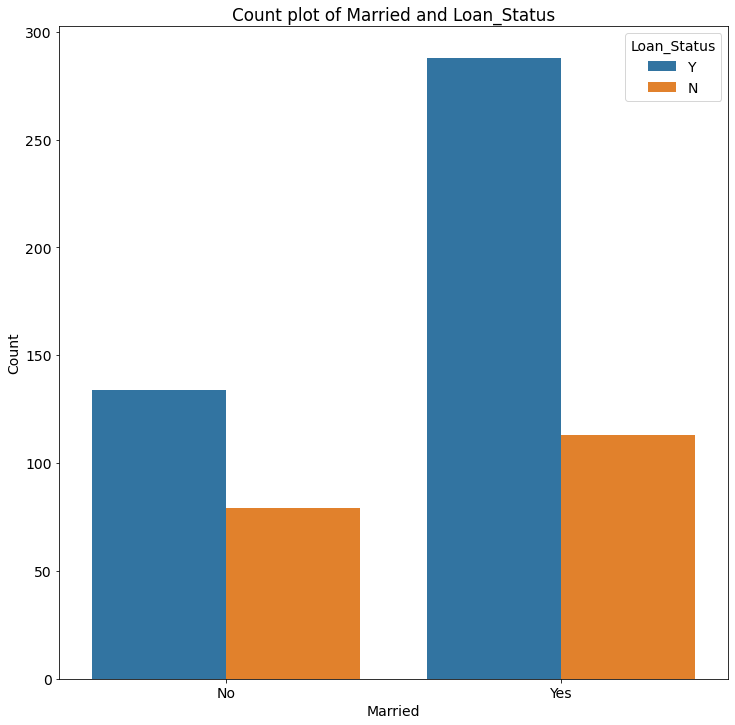 Count plot of Married and Loan_Status
Loan_Status
Y
N
300
250
200
150
100
50
0
Count
No
Yes
Married